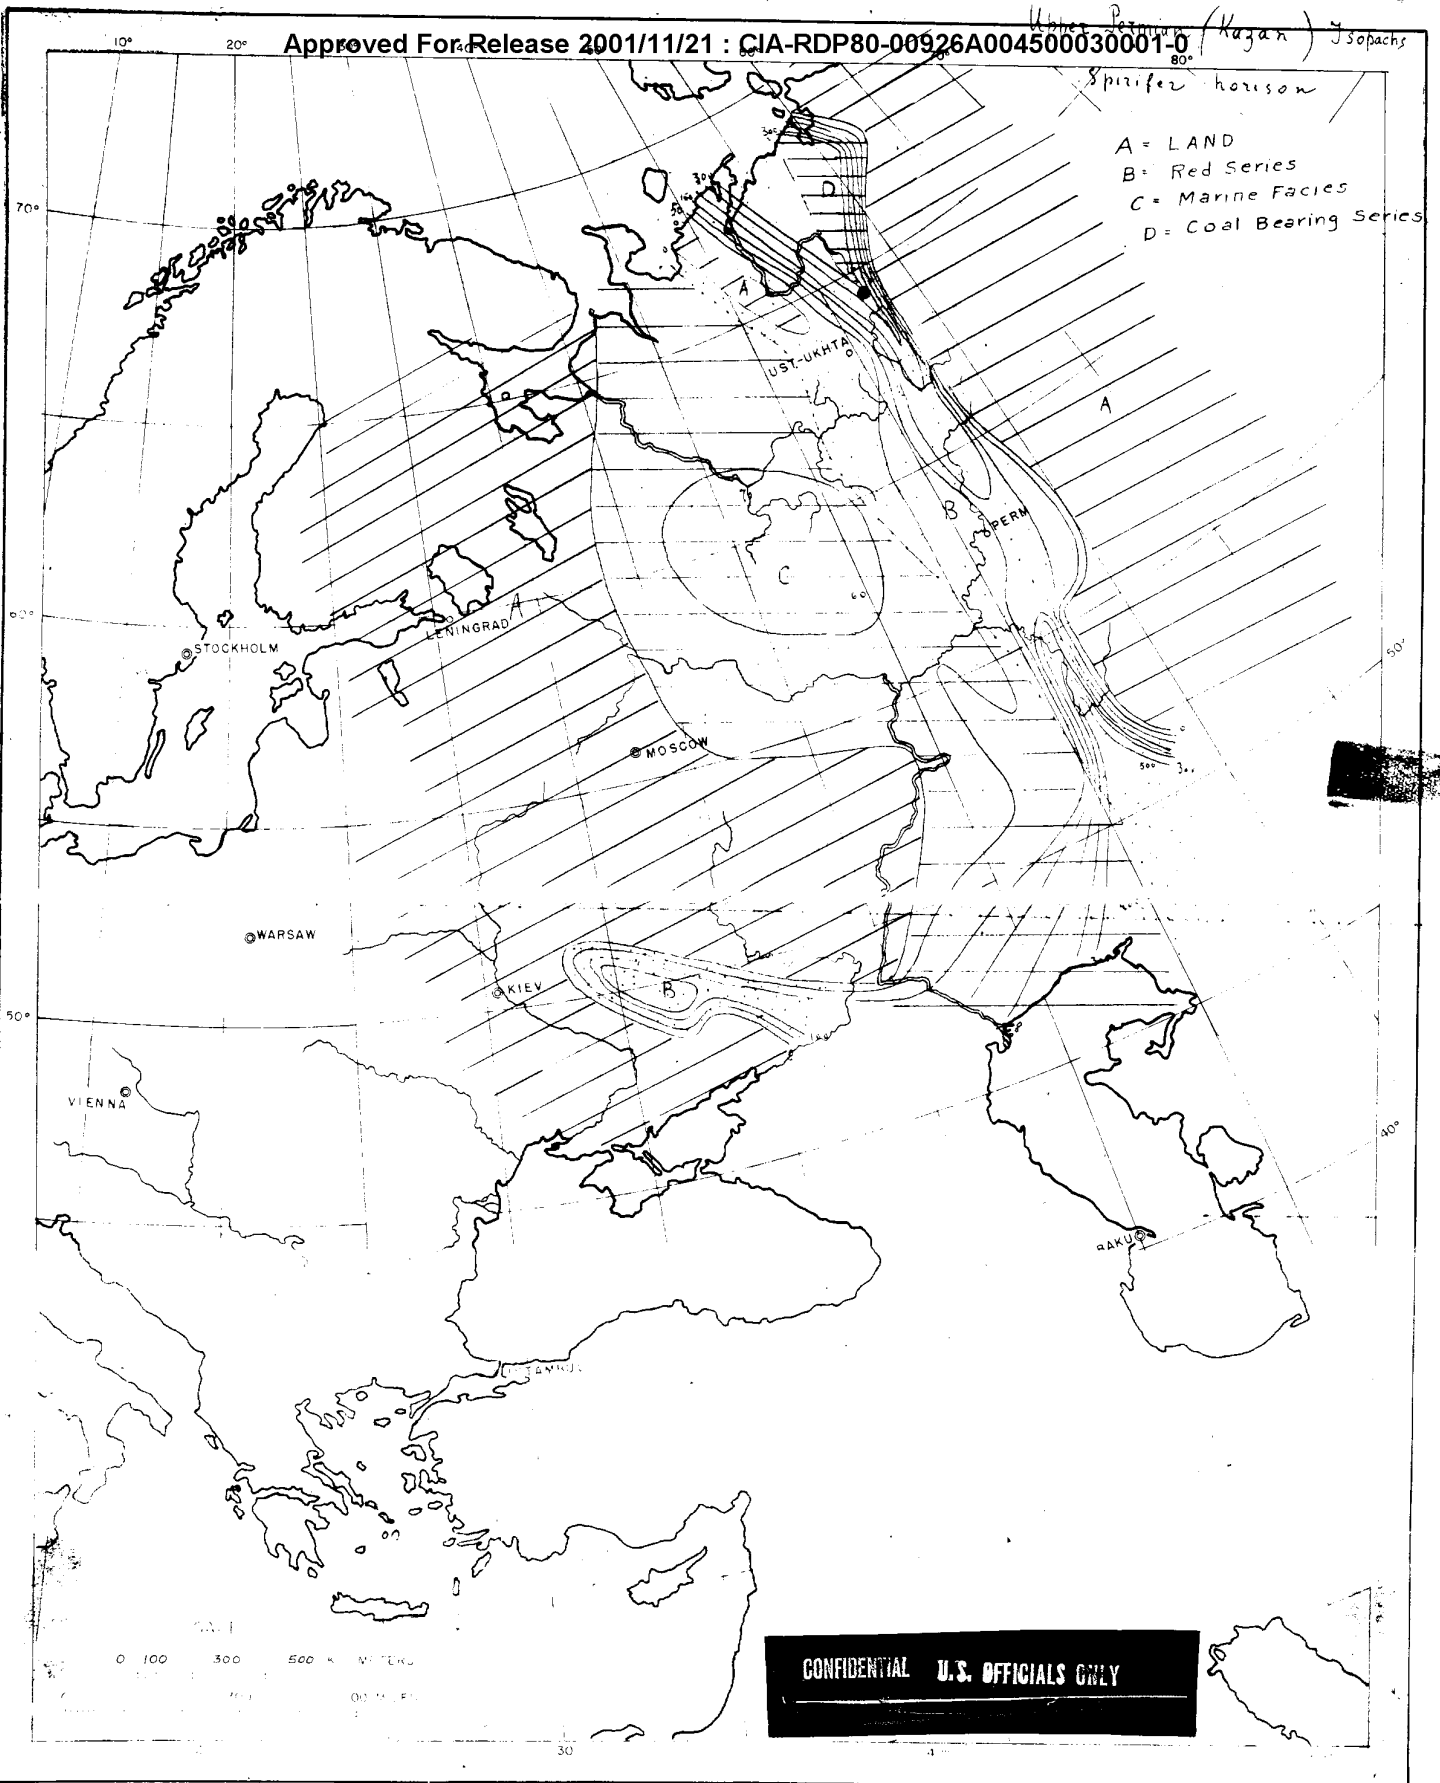 Upper Permian (Kazan) Isopachs
Approved For Release 2001/11/21 : CIA-RDP80-00926A004500030001-0
10°
20°
80°
Spirifer horison
A = LAND
B = Red Series
C = Marine Facies
D = Coal Bearing Series
70°
D
A
UST-UKHTA
A
B
PERM
C
60
60°
A
LENINGRAD
STOCKHOLM
50°
MOSCOW
500
300
WARSAW
KIEV
B
50°
VIENNA
40°
BAKU
0 100 300 500
CONFIDENTIAL U.S. OFFICIALS ONLY
30